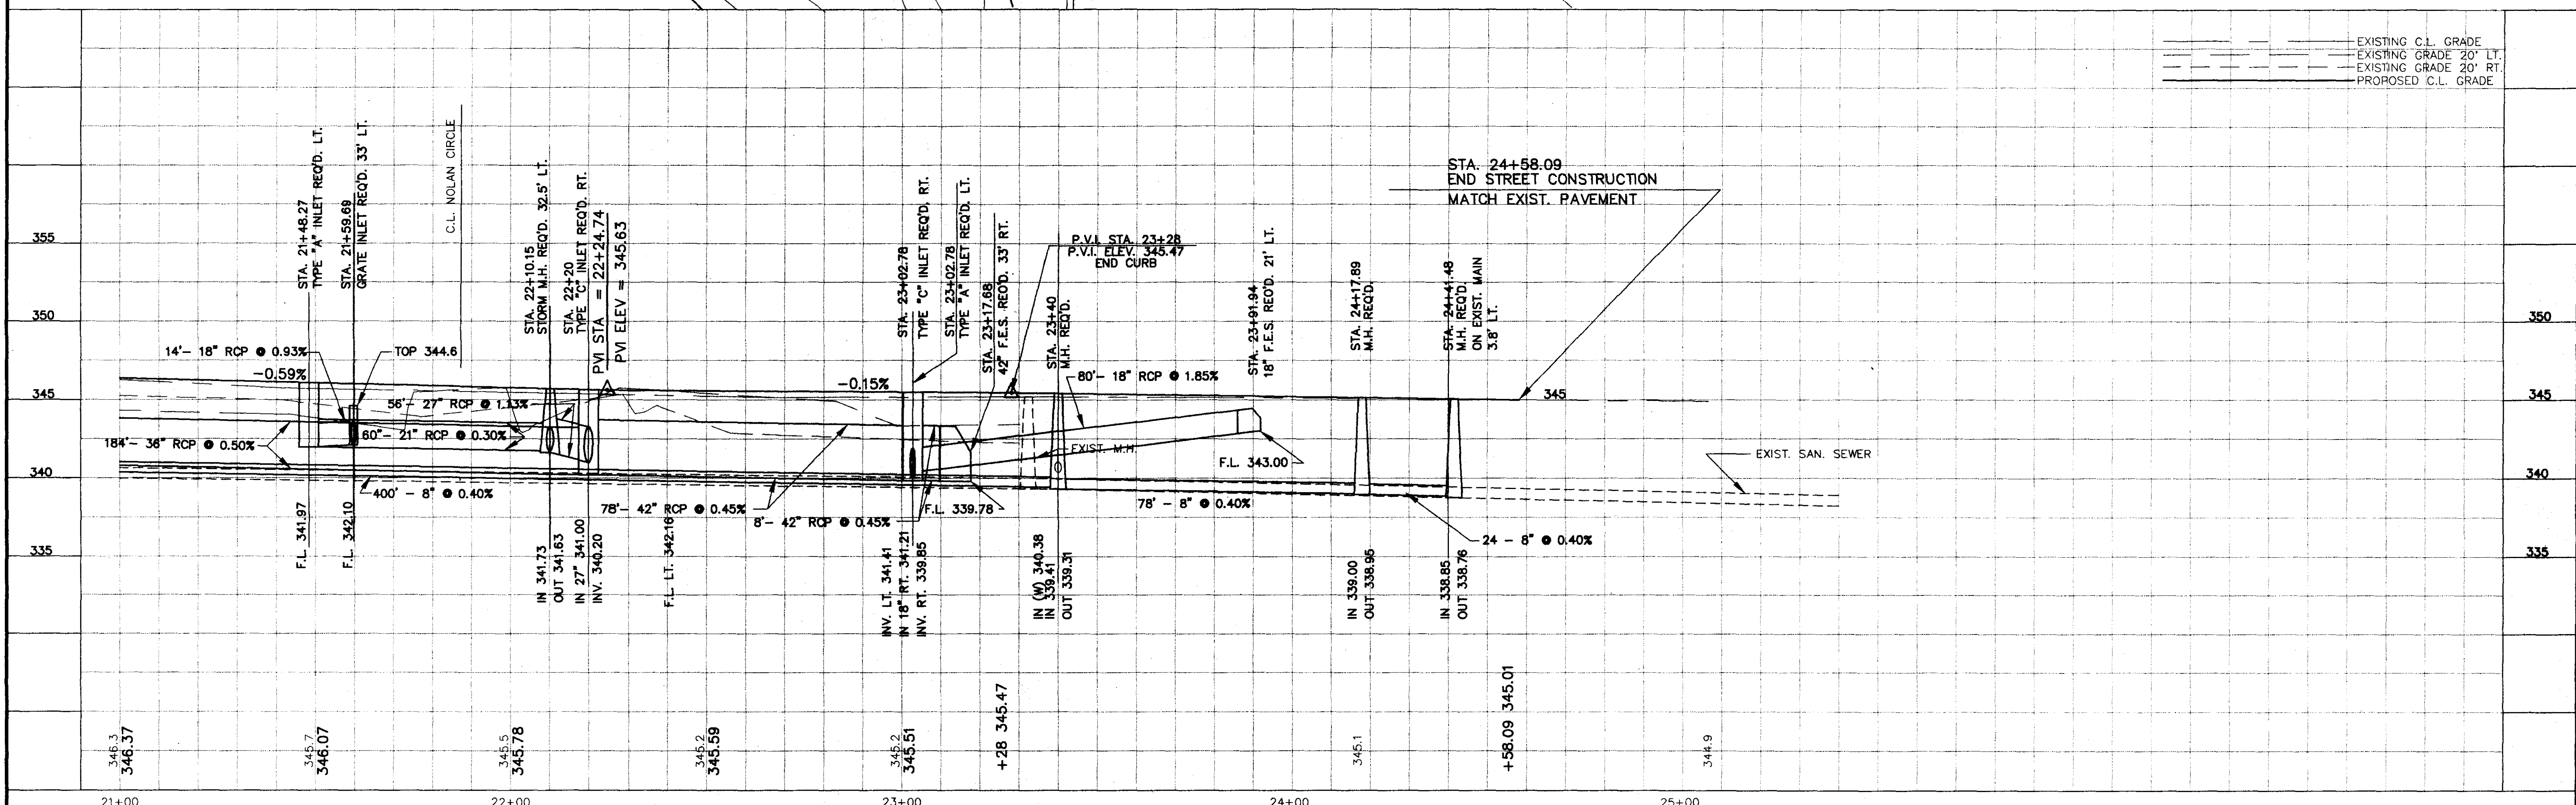 EXISTING C.L. GRADE
EXISTING GRADE 20' LT.
EXISTING GRADE 20' RT.
PROPOSED C.L. GRADE
STA. 21+48.27
TYPE "A" INLET REQ'D. LT.
STA. 21+59.69
GRATE INLET REQ'D. 33' LT.
C.L. NOLAN CIRCLE
STA. 22+10.15
STORM M.H. REQ'D. 32.5' LT.
STA. 22+20
TYPE "C" INLET REQ'D. RT.
PVI STA = 22+24.74
PVI ELEV = 345.63
STA. 23+02.78
TYPE "C" INLET REQ'D, RT.
STA. 23+02.78
TYPE "A" INLET REQ'D. LT.
STA. 23+17.68
42" F.E.S. REQ'D. 33' RT.
P.V.I. STA. 23+28
P.V.I. ELEV. 345.47
END CURB
STA. 23+40
M.H. REQ'D.
STA. 23+91.94
18" F.E.S. REQ'D. 21' LT.
STA. 24+17.89
M.H. REQ'D.
STA. 24+41.48
M.H. REQ'D.
ON EXIST. MAIN
3.8' LT.
STA. 24+58.09
END STREET CONSTRUCTION
MATCH EXIST. PAVEMENT
355
350
350
345
345
345
340
340
335
335
14'- 18" RCP @ 0.93%
TOP 344.6
-0.59%
-0.15%
56'- 27" RCP @ 1.13%
60"- 21" RCP @ 0.30%
184'- 36" RCP @ 0.50%
400' - 8" @ 0.40%
80'- 18" RCP @ 1.85%
EXIST. M.H.
F.L. 343.00
EXIST. SAN. SEWER
78'- 42" RCP @ 0.45%
8'- 42" RCP @ 0.45%
F.L. 339.78
78' - 8" @ 0.40%
24 - 8" @ 0.40%
F.L. 341.97
F.L. 342.10
IN 341.73
OUT 341.63
IN 27" 341.00
INV. 340.20
F.L. LT. 342.16
INV. LT. 341.41
IN 18" RT. 341.21
INV. RT. 339.85
IN (W) 340.38
IN 339.41
OUT 339.31
IN 339.00
OUT 338.95
IN 338.85
OUT 338.76
346.3
346.37
345.7
346.07
345.5
345.78
345.2
345.59
345.2
345.51
+28 345.47
345.1
+58.09 345.01
344.9
21+00
22+00
23+00
24+00
25+00